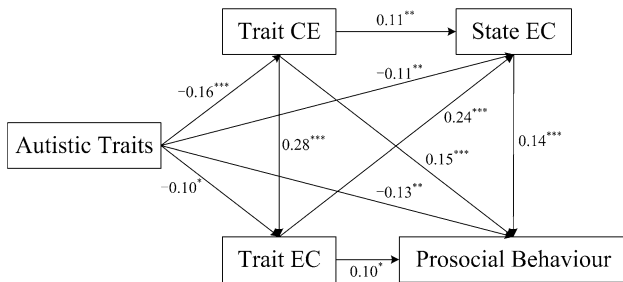 Trait CE
0.11**
State EC
−0.16***
−0.11**
Autistic Traits
0.28***
0.24***
0.15***
0.14***
−0.10*
−0.13**
Trait EC
0.10*
Prosocial Behaviour